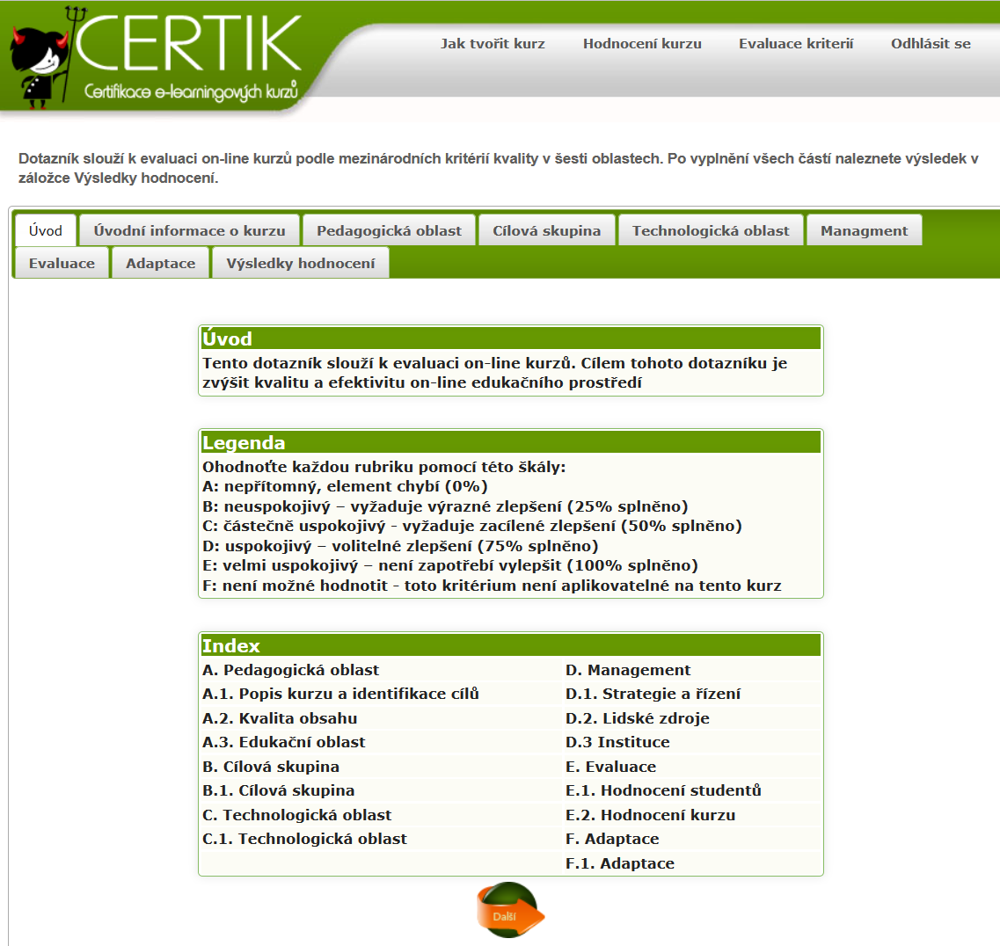 CERTIK
Certifikace e-learningových kurzů
Jak tvořit kurz Hodnocení kurzu Evaluace kriterií Odhlásit se
Dotazník slouží k evaluaci on-line kurzů podle mezinárodních kritérií kvality v šesti oblastech. Po vyplnění všech částí naleznete výsledek v
záložce Výsledky hodnocení.
Úvod Úvodní informace o kurzu Pedagogická oblast Cílová skupina Technologická oblast Managment
Evaluace Adaptace Výsledky hodnocení
Úvod
Tento dotazník slouží k evaluaci on-line kurzů. Cílem tohoto dotazníku je
zvýšit kvalitu a efektivitu on-line edukačního prostředí
Legenda
Ohodnoťte každou rubriku pomocí této škály:
A: nepřítomný, element chybí (0%)
B: neuspokojivý – vyžaduje výrazné zlepšení (25% splněno)
C: částečně uspokojivý - vyžaduje zacílené zlepšení (50% splněno)
D: uspokojivý – volitelné zlepšení (75% splněno)
E: velmi uspokojivý – není zapotřebí vylepšit (100% splněno)
F: není možné hodnotit - toto kritérium není aplikovatelné na tento kurz
Index
A. Pedagogická oblast D. Management
A.1. Popis kurzu a identifikace cílů D.1. Strategie a řízení
A.2. Kvalita obsahu D.2. Lidské zdroje
A.3. Edukační oblast D.3 Instituce
B. Cílová skupina E. Evaluace
B.1. Cílová skupina E.1. Hodnocení studentů
C. Technologická oblast E.2. Hodnocení kurzu
C.1. Technologická oblast F. Adaptace
F.1. Adaptace
Další